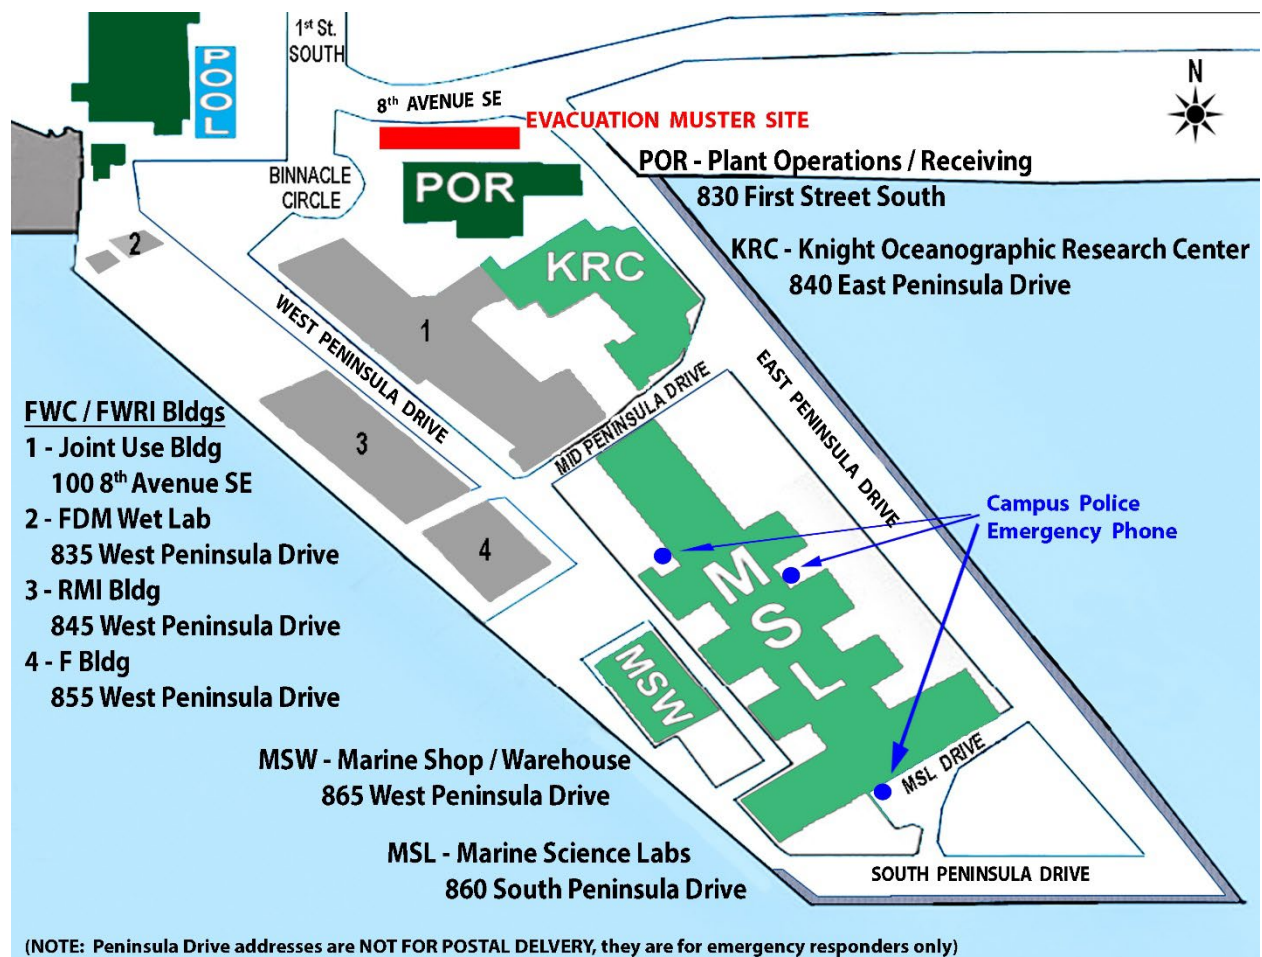 1st St.
SOUTH
POOL
8th AVENUE SE
N
EVACUATION MUSTER SITE
POR - Plant Operations / Receiving
830 First Street South
BINNACLE
CIRCLE
POR
KRC - Knight Oceanographic Research Center
840 East Peninsula Drive
2
KRC
1
WEST PENINSULA DRIVE
MID PENINSULA DRIVE
EAST PENINSULA DRIVE
FWC / FWRI Bldgs
1 - Joint Use Bldg
100 8th Avenue SE
2 - FDM Wet Lab
835 West Peninsula Drive
3 - RMI Bldg
845 West Peninsula Drive
4 - F Bldg
855 West Peninsula Drive
3
4
Campus Police
Emergency Phone
MSL
MSW
MSW - Marine Shop / Warehouse
865 West Peninsula Drive
MSL DRIVE
MSL - Marine Science Labs
860 South Peninsula Drive
SOUTH PENINSULA DRIVE
(NOTE: Peninsula Drive addresses are NOT FOR POSTAL DELVERY, they are for emergency responders only)